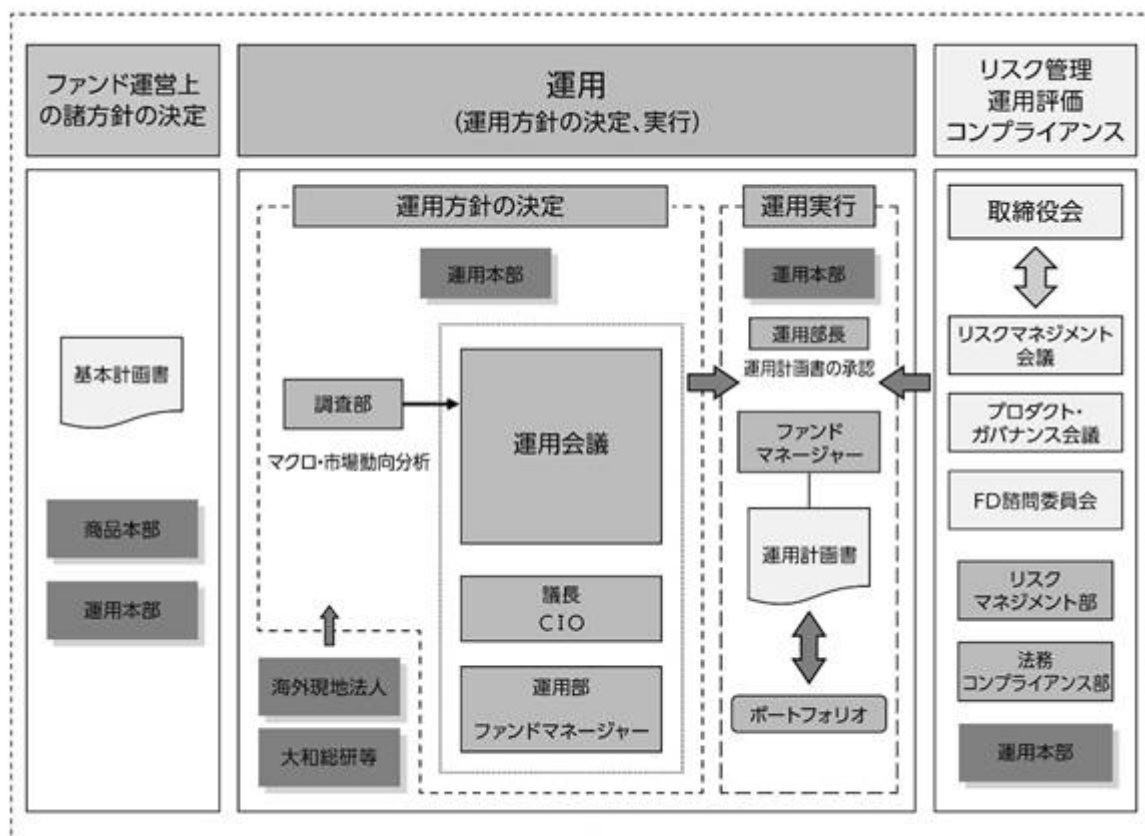 ファンド運営上
の諸方針の決定
運用
(運用方針の決定、実行)
リスク管理
運用評価
コンプライアンス
基本計画書
商品本部
運用本部
運用方針の決定
運用本部
調査部
マクロ・市場動向分析
運用会議
議長
CIO
運用部
ファンドマネージャー
海外現地法人
大和総研等
運用実行
運用本部
運用部長
運用計画書の承認
ファンド
マネージャー
運用計画書
ポートフォリオ
取締役会
リスクマネジメント
会議
プロダクト・
ガバナンス会議
FD諮問委員会
リスク
マネジメント部
法務
コンプライアンス部
運用本部